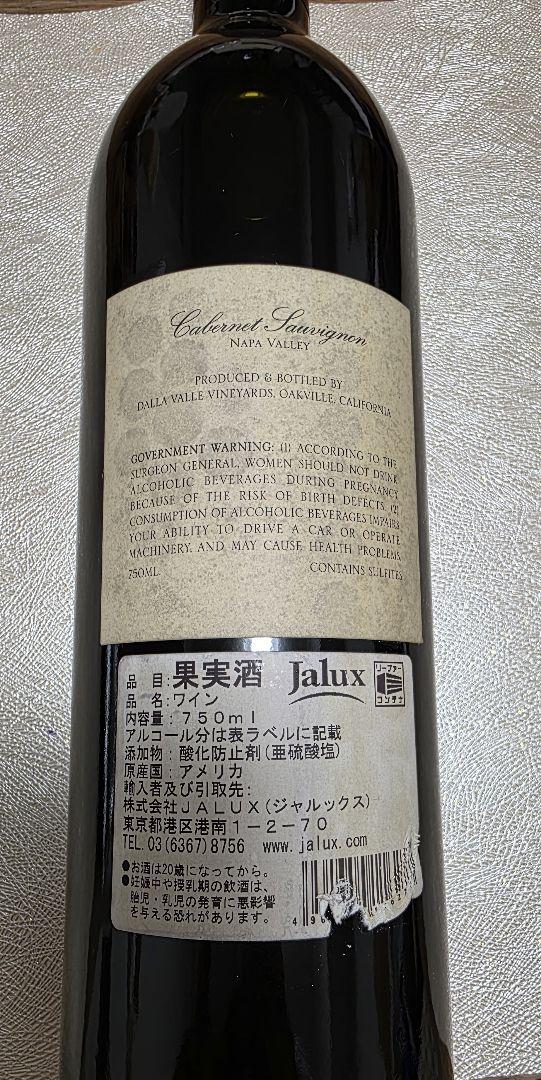 Cabernet Sauvignon
NAPA VALLEY
PRODUCED & BOTTLED BY
DALLA VALLE VINEYARDS, OAKVILLE, CALIFORNIA
GOVERNMENT WARNING: (1) ACCORDING TO THE
SURGEON GENERAL, WOMEN SHOULD NOT DRINK
ALCOHOLIC BEVERAGES DURING PREGNANCY
BECAUSE OF THE RISK OF BIRTH DEFECTS. (2)
CONSUMPTION OF ALCOHOLIC BEVERAGES IMPAIRS
YOUR ABILITY TO DRIVE A CAR OR OPERATE
MACHINERY, AND MAY CAUSE HEALTH PROBLEMS.
750ML CONTAINS SULFITES
品 目:果実酒 Jalux リーファー コンテナ
品 名:ワイン
内容量:750ml
アルコール分は表ラベルに記載
添加物:酸化防止剤(亜硫酸塩)
原産国:アメリカ
輸入者及び引取先:
株式会社JALUX(ジャルックス)
東京都港区港南1-2-70
TEL.03(6367)8756 www.jalux.com
●お酒は20歳になってから。
●妊娠中や授乳期の飲酒は、
胎児・乳児の発育に悪影響
を与える恐れがあります。